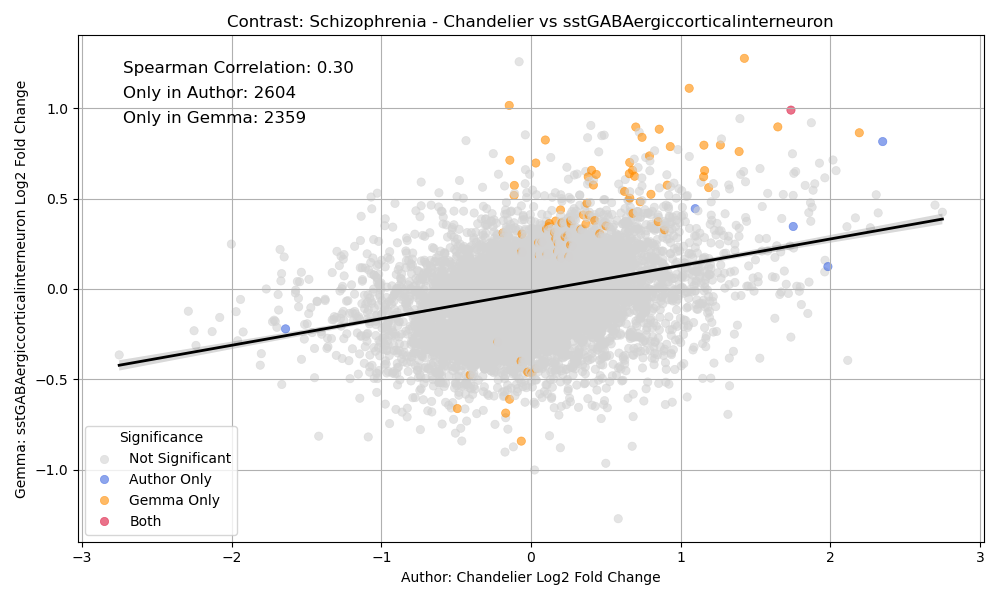 Contrast: Schizophrenia - Chandelier vs sstGABAergiccorticalinterneuron
Spearman Correlation: 0.30
Only in Author: 2604
Only in Gemma: 2359
Gemma: sstGABAergiccorticalinterneuron Log2 Fold Change
1.0
0.5
0.0
−0.5
−1.0
Significance
Not Significant
Author Only
Gemma Only
Both
−3
−2
−1
0
1
2
3
Author: Chandelier Log2 Fold Change